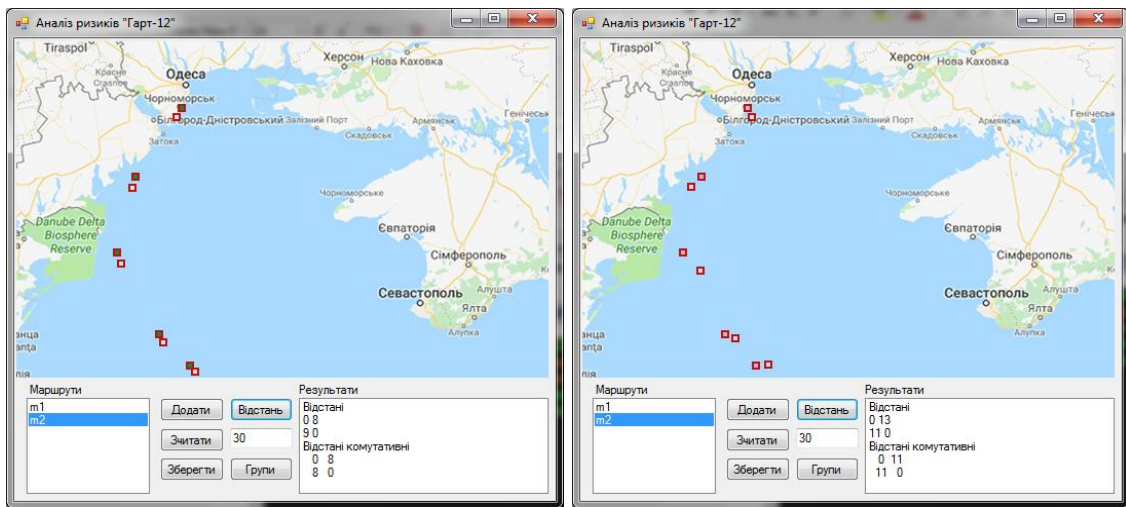 Аналіз ризиків "Гарт-12"
Tiraspol
Красне
Crasnoe
Одеса
Херсон
Нова Каховка
Чорноморськ
Білгород-Дністровський
Залізний Порт
Армянськ
Генічеськ
Скадовськ
Затока
Чорноморське
Danube Delta
Biosphere
Reserve
Євпаторія
Сімферополь
Севастополь
Алушта
Ялта
Алупка
Маршрути
m1
m2
Додати
Відстань
Зчитати
30
Зберегти
Групи
Результати
Відстані
0 8
9 0
Відстані комутативні
0 8
8 0
Аналіз ризиків "Гарт-12"
Tiraspol
Красне
Crasnoe
Одеса
Херсон
Нова Каховка
Чорноморськ
Білгород-Дністровський
Залізний Порт
Армянськ
Генічеськ
Скадовськ
Затока
Чорноморське
Danube Delta
Biosphere
Reserve
Євпаторія
Сімферополь
Севастополь
Алушта
Ялта
Алупка
Маршрути
m1
m2
Додати
Відстань
Зчитати
30
Зберегти
Групи
Результати
Відстані
0 13
11 0
Відстані комутативні
0 11
11 0